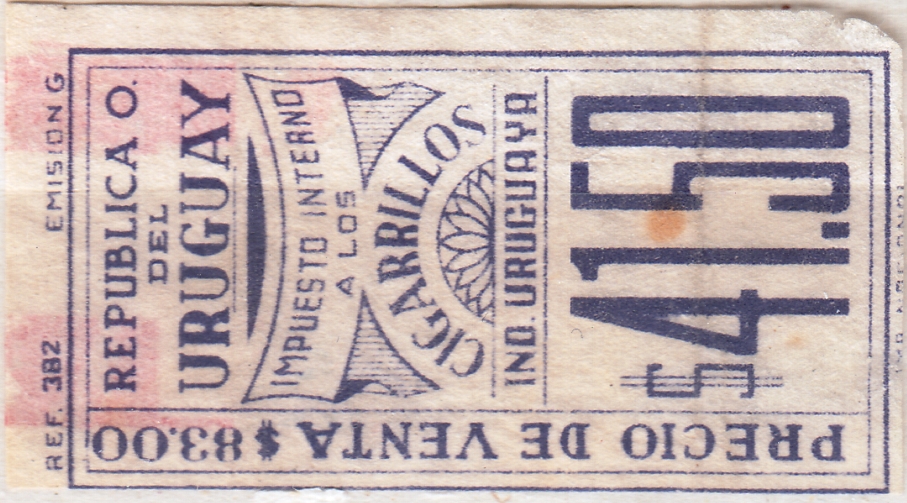 REF. 382 EMISION G
REPUBLICA O.
DEL
URUGUAY
IMPUESTO INTERNO
A LOS
CIGARRILLOS
IND. URUGUAYA
$ 41.50
PRECIO DE VENTA $ 83.00